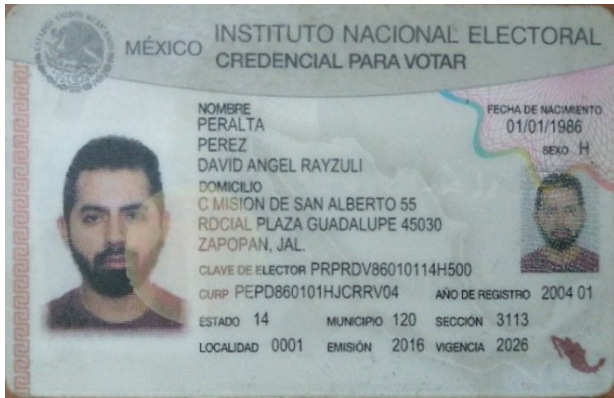 MÉXICO INSTITUTO NACIONAL ELECTORAL
CREDENCIAL PARA VOTAR
NOMBRE
PERALTA
PEREZ
DAVID ANGEL RAYZULI
FECHA DE NACIMIENTO
01/01/1986
SEXO H
DOMICILIO
C MISION DE SAN ALBERTO 55
RDCIAL PLAZA GUADALUPE 45030
ZAPOPAN, JAL.
CLAVE DE ELECTOR PRPRDV86010114H500
CURP PEPD860101HJCRRV04 AÑO DE REGISTRO 2004 01
ESTADO 14 MUNICIPIO 120 SECCIÓN 3113
LOCALIDAD 0001 EMISIÓN 2016 VIGENCIA 2026